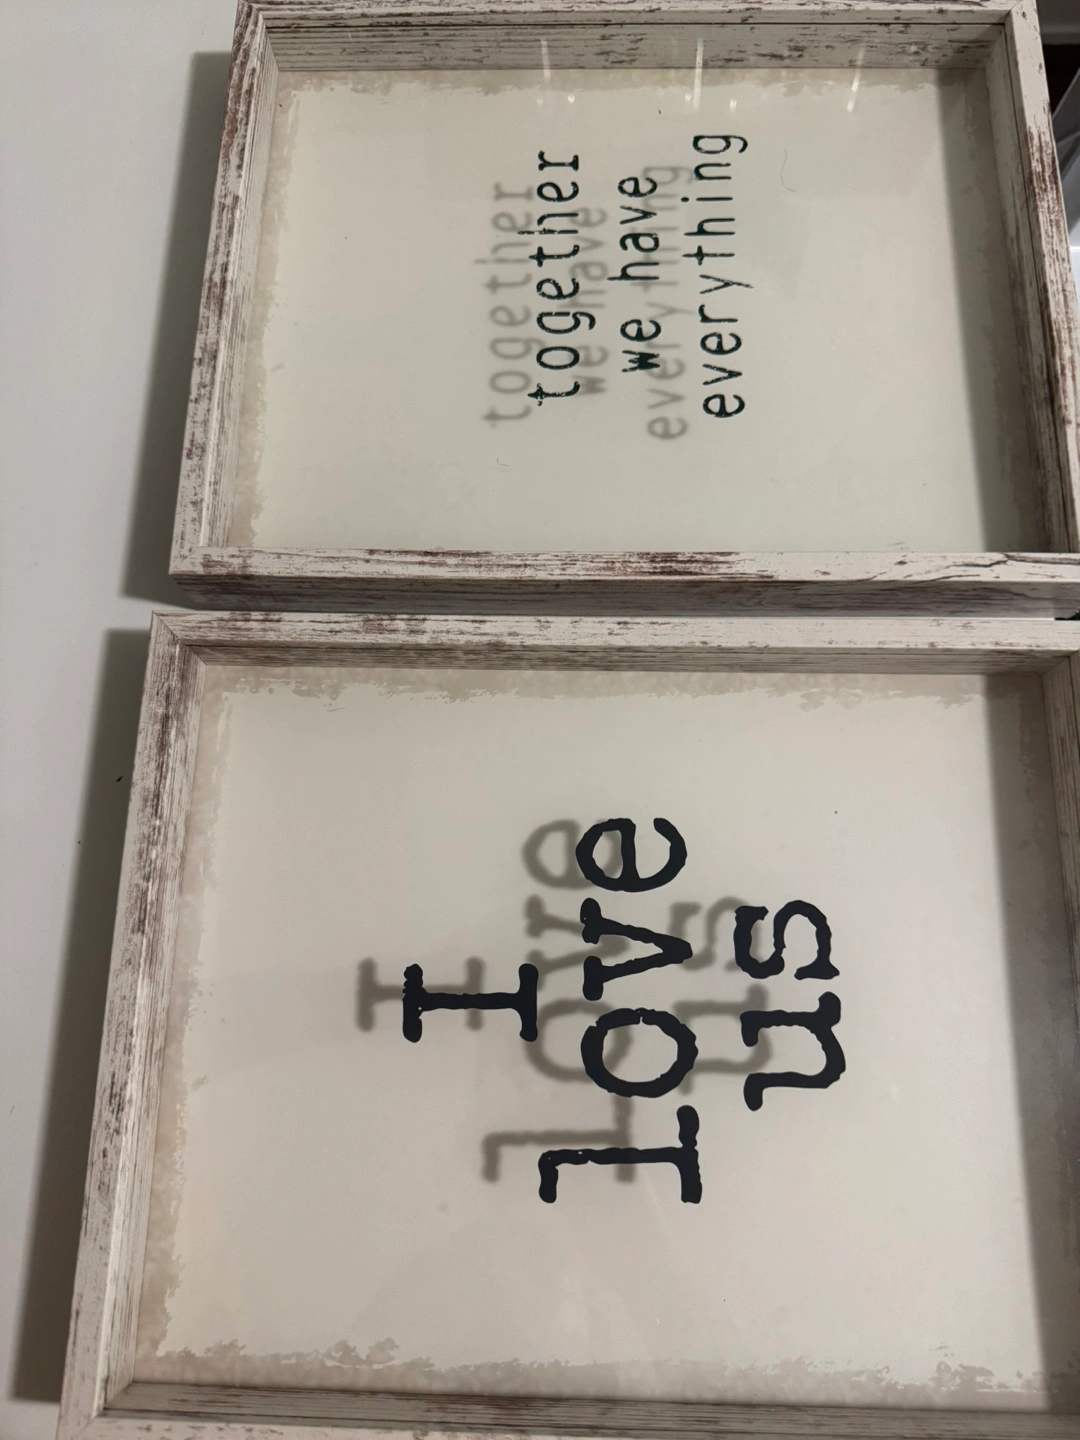 together
we have
everything
I
love
us